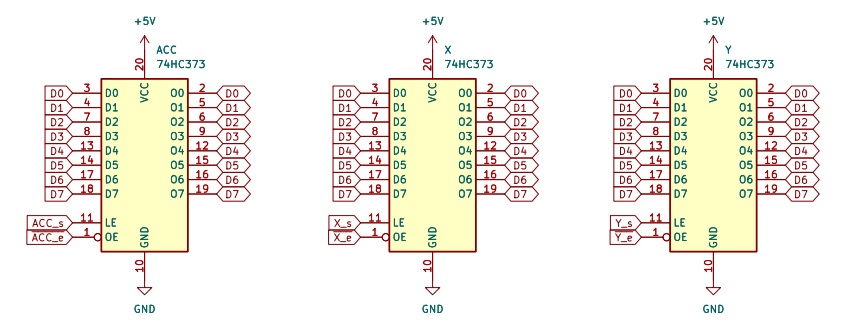 +5V
ACC
74HC373
20
VCC
D0 3 D0 O0 2 D0
D1 4 D1 O1 5 D1
D2 7 D2 O2 6 D2
D3 8 D3 O3 9 D3
D4 13 D4 O4 12 D4
D5 14 D5 O5 15 D5
D6 17 D6 O6 16 D6
D7 18 D7 O7 19 D7
ACC_s 11 LE
ACC_e 1 OE
GND
10
GND
+5V
X
74HC373
20
VCC
D0 3 D0 O0 2 D0
D1 4 D1 O1 5 D1
D2 7 D2 O2 6 D2
D3 8 D3 O3 9 D3
D4 13 D4 O4 12 D4
D5 14 D5 O5 15 D5
D6 17 D6 O6 16 D6
D7 18 D7 O7 19 D7
X_s 11 LE
X_e 1 OE
GND
10
GND
+5V
Y
74HC373
20
VCC
D0 3 D0 O0 2 D0
D1 4 D1 O1 5 D1
D2 7 D2 O2 6 D2
D3 8 D3 O3 9 D3
D4 13 D4 O4 12 D4
D5 14 D5 O5 15 D5
D6 17 D6 O6 16 D6
D7 18 D7 O7 19 D7
Y_s 11 LE
Y_e 1 OE
GND
10
GND